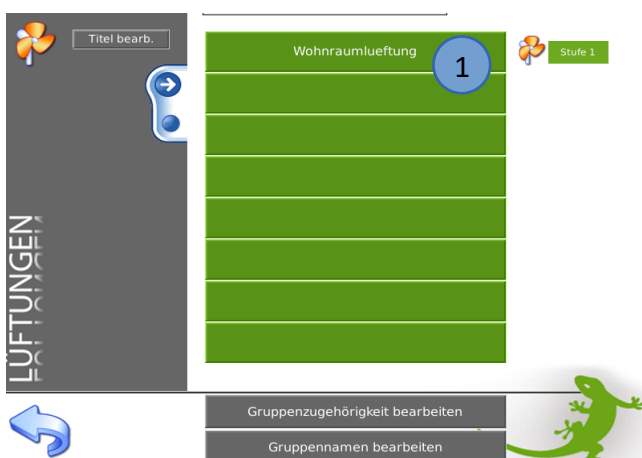 Titel bearb.
Wohnraumlueftung
1
Stufe 1
LÜFTUNGEN
Gruppenzugehörigkeit bearbeiten
Gruppennamen bearbeiten